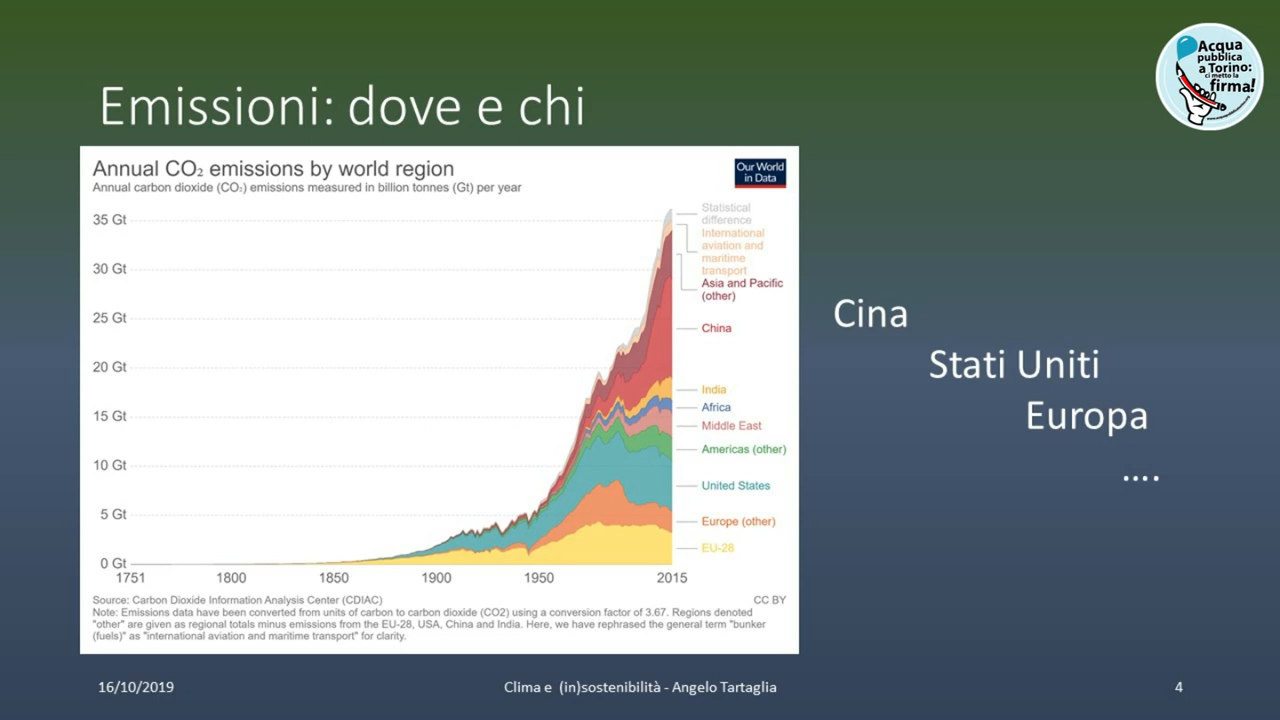 Acqua
pubblica
a Torino:
ci metto la
firma!
Emissioni: dove e chi
Annual CO₂ emissions by world region
Annual carbon dioxide (CO₂) emissions measured in billion tonnes (Gt) per year
Our World
in Data
35 Gt
30 Gt
25 Gt
20 Gt
15 Gt
10 Gt
5 Gt
0 Gt
1751
1800
1850
1900
1950
2015
Statistical
difference
International
aviation and
maritime
transport
Asia and Pacific
(other)
China
India
Africa
Middle East
Americas (other)
United States
Europe (other)
EU-28
Source: Carbon Dioxide Information Analysis Center (CDIAC)
CC BY
Note: Emissions data have been converted from units of carbon to carbon dioxide (CO2) using a conversion factor of 3.67. Regions denoted
"other" are given as regional totals minus emissions from the EU-28, USA, China and India. Here, we have rephrased the general term "bunker
(fuels)" as "international aviation and maritime transport" for clarity.
Cina
Stati Uniti
Europa
....
16/10/2019
Clima e (in)sostenibilità - Angelo Tartaglia
4